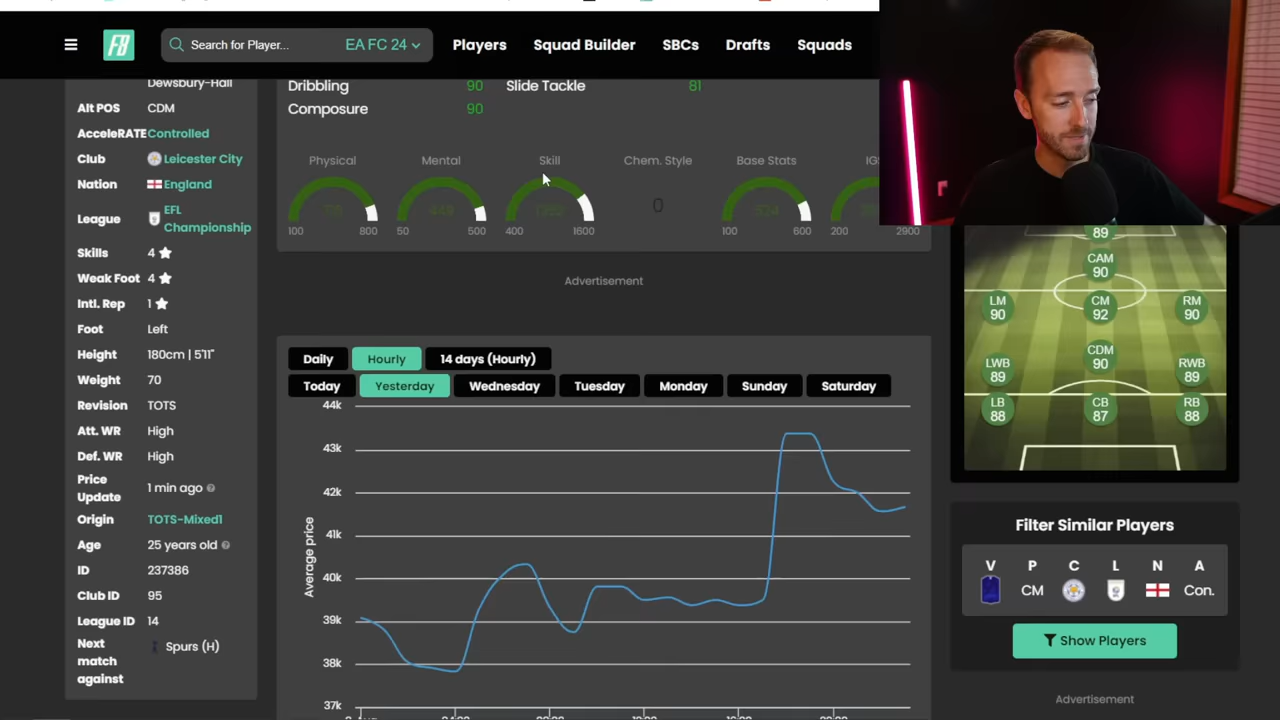 FB
Search for Player...
EA FC 24
Players
Squad Builder
SBCs
Drafts
Squads
Dewsbury-Hall
Alt POS
CDM
AcceleRATE
Controlled
Club
Leicester City
Nation
England
League
EFL
Championship
Skills
4
Weak Foot
4
Intl. Rep
1
Foot
Left
Height
180cm | 5'11"
Weight
70
Revision
TOTS
Att. WR
High
Def. WR
High
Price
Update
1 min ago
Origin
TOTS-Mixed1
Age
25 years old
ID
237386
Club ID
95
League ID
14
Next
match
against
Spurs (H)
Dribbling
90
Slide Tackle
81
Composure
90
Physical
Mental
Skill
Chem. Style
Base Stats
0
100
800
50
500
400
1600
100
600
200
2900
Advertisement
Daily
Hourly
14 days (Hourly)
Today
Yesterday
Wednesday
Tuesday
Monday
Sunday
Saturday
44k
43k
42k
41k
40k
39k
38k
37k
Average price
89
CAM
90
LM
90
CM
92
RM
90
CDM
90
LWB
89
RWB
89
LB
88
CB
87
RB
88
Filter Similar Players
V
P
C
L
N
A
CM
Con.
Show Players
Advertisement